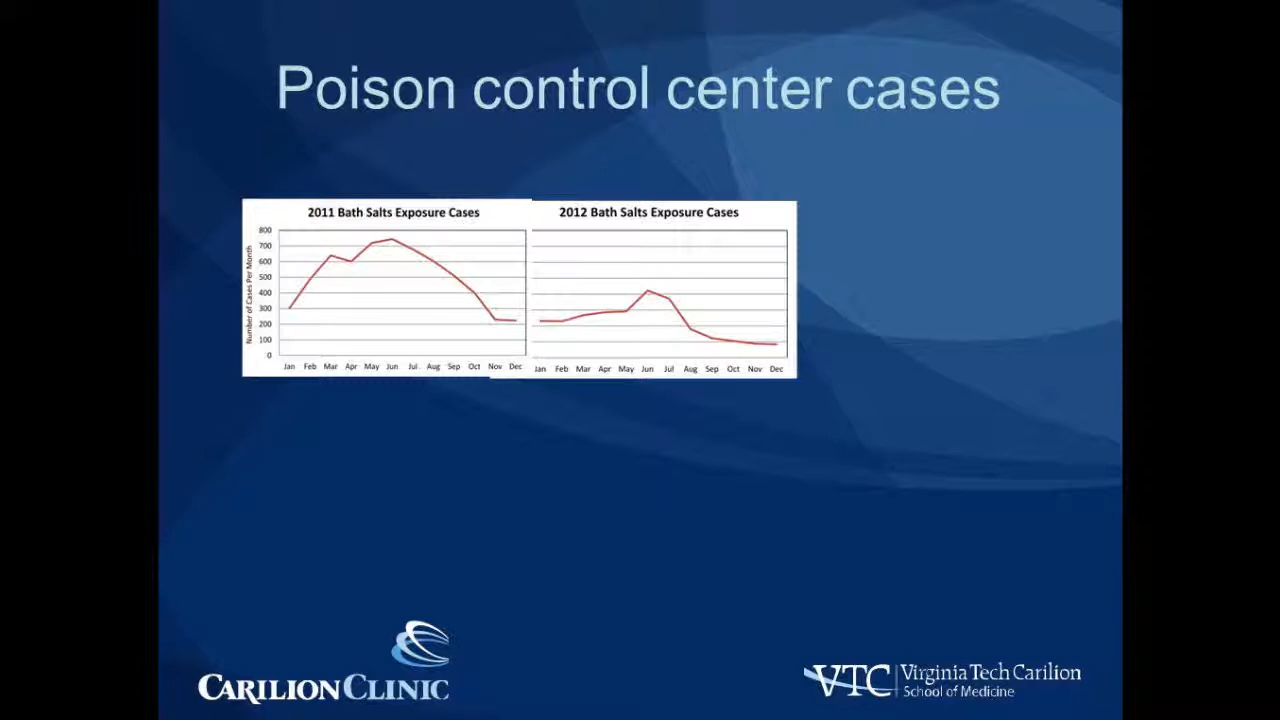 Poison control center cases
2011 Bath Salts Exposure Cases
Number of Cases Per Month
800
700
600
500
400
300
200
100
0
Jan Feb Mar Apr May Jun Jul Aug Sep Oct Nov Dec
2012 Bath Salts Exposure Cases
Jan Feb Mar Apr May Jun Jul Aug Sep Oct Nov Dec
CARILION CLINIC
VTC
Virginia Tech Carilion
School of Medicine